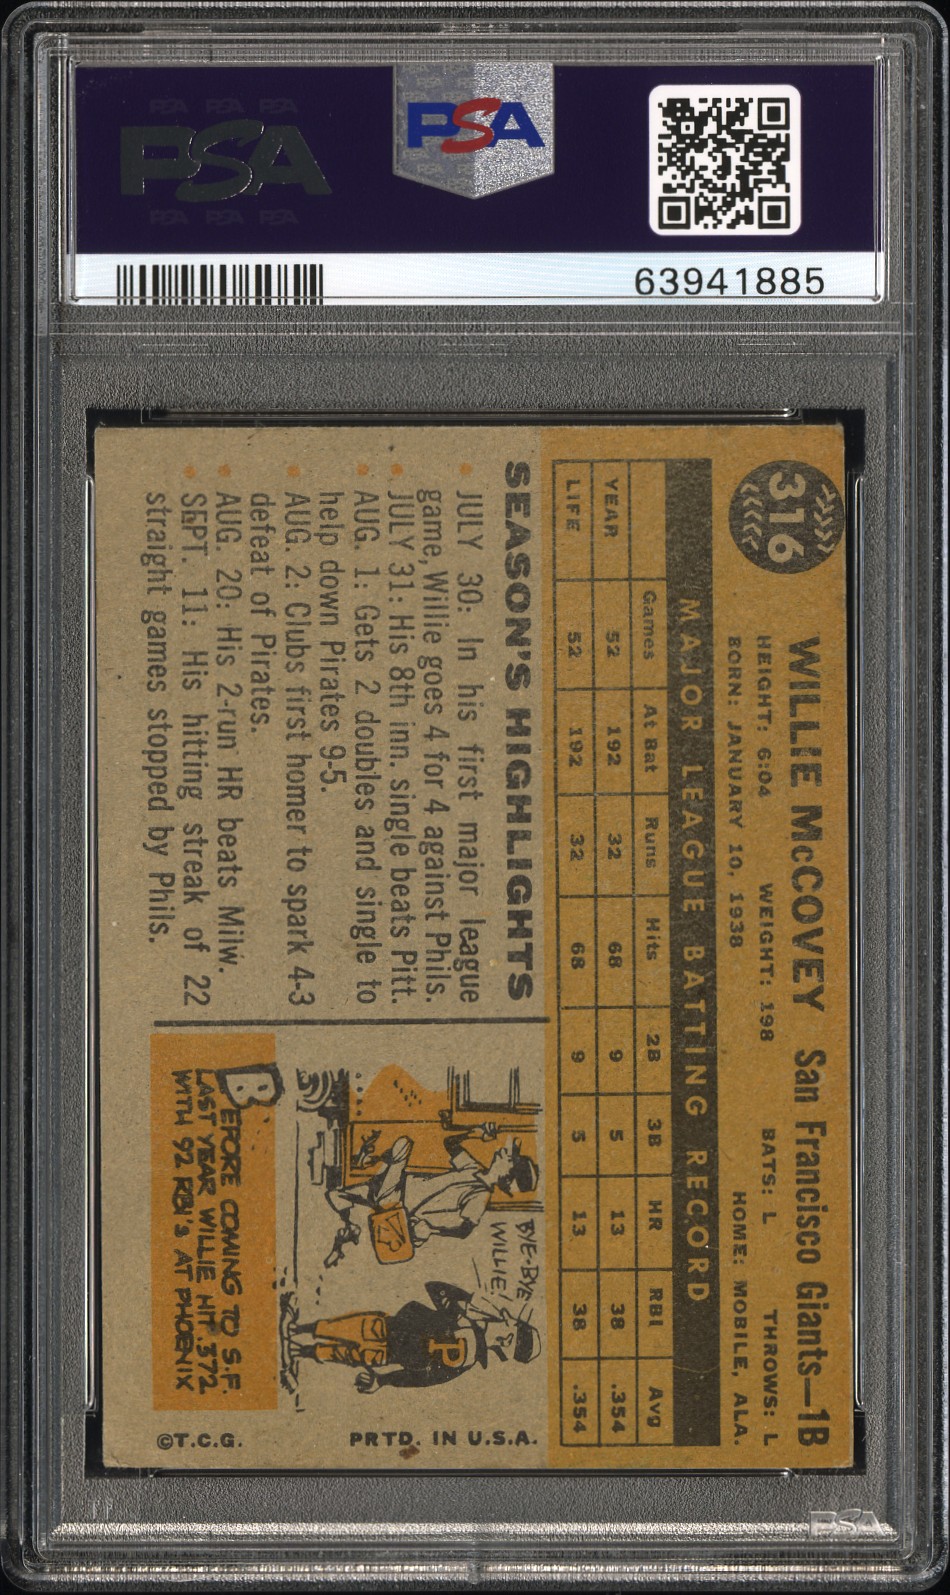 PSA PSA PSA
PSA
PSA PSA PSA
PSA
63941885
316
WILLIE McCOVEY San Francisco Giants—1B
HEIGHT: 6:04 WEIGHT: 198 BATS: L THROWS: L
BORN: JANUARY 10, 1938 HOME: MOBILE, ALA.
MAJOR LEAGUE BATTING RECORD
Games At Bat Runs Hits 2B 3B HR RBI Avg
YEAR 52 192 32 68 9 5 13 38 .354
LIFE 52 192 32 68 9 5 13 38 .354
SEASON'S HIGHLIGHTS
• JULY 30: In his first major league
game, Willie goes 4 for 4 against Phils.
• JULY 31: His 8th inn. single beats Pitt.
• AUG. 1: Gets 2 doubles and single to
help down Pirates 9-5.
• AUG. 2: Clubs first homer to spark 4-3
defeat of Pirates.
• AUG. 20: His 2-run HR beats Milw.
• SEPT. 11: His hitting streak of 22
straight games stopped by Phils.
BYE-BYE
WILLIE!
P
BEFORE COMING TO S.F.
LAST YEAR WILLIE HIT .372
WITH 92 RBI's AT PHOENIX
©T.C.G. PRTD. IN U.S.A.
PSA